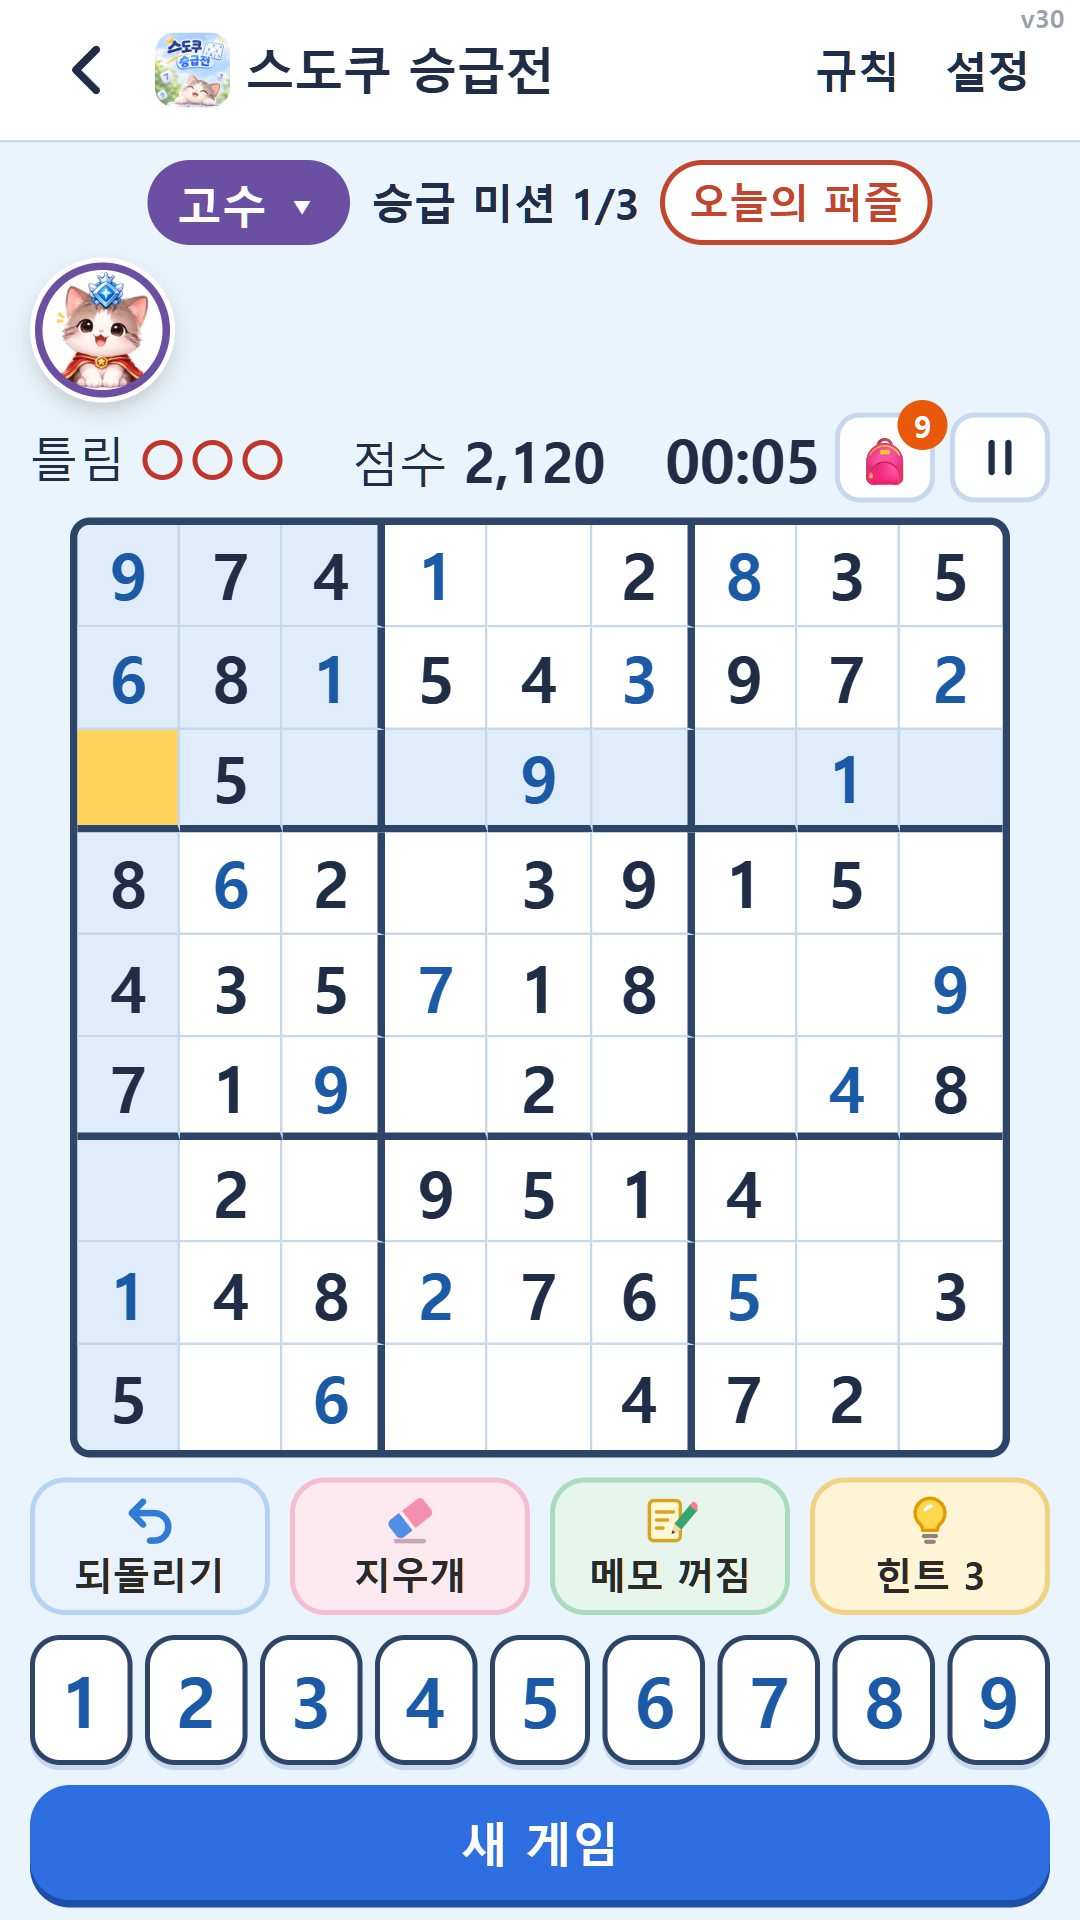 v30
스도쿠 승급전
규칙 설정
고수 ▼ 승급 미션 1/3 오늘의 퍼즐
틀림 점수 2,120 00:05 9
9 7 4 1 2 8 3 5
6 8 1 5 4 3 9 7 2
5 9 1
8 6 2 3 9 1 5
4 3 5 7 1 8 9
7 1 9 2 4 8
2 9 5 1 4
1 4 8 2 7 6 5 3
5 6 4 7 2
되돌리기 지우개 메모 꺼짐 힌트 3
1 2 3 4 5 6 7 8 9
새 게임